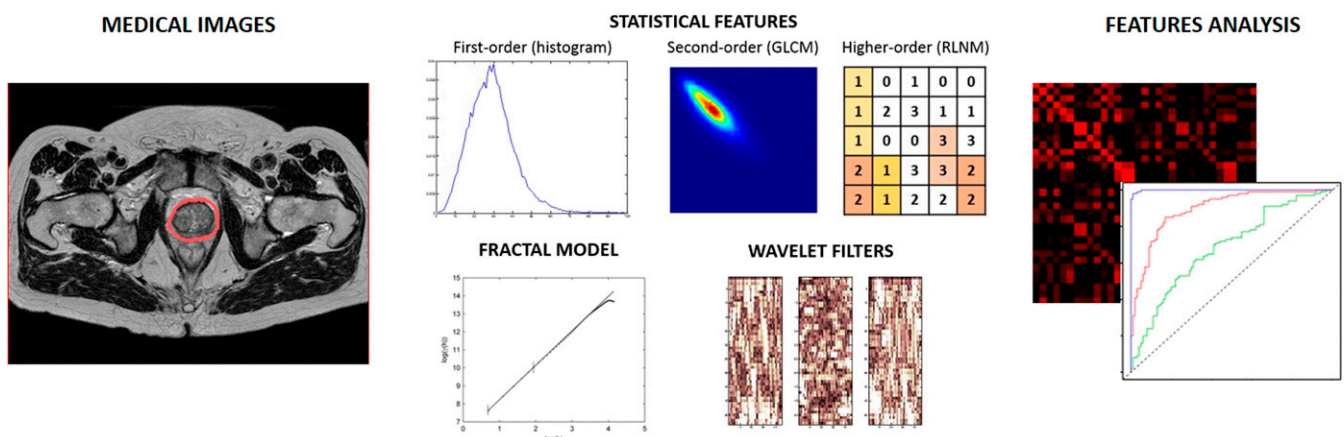 MEDICAL IMAGES
STATISTICAL FEATURES
FEATURES ANALYSIS
First-order (histogram)
Second-order (GLCM)
Higher-order (RLNM)
1 0 1 0 0
1 2 3 1 1
1 0 0 3 3
2 1 3 3 2
2 1 2 2 2
FRACTAL MODEL
WAVELET FILTERS
15
14
13
12
11
10
9
8
7
0 1 2 3 4 5
log(γ(h))